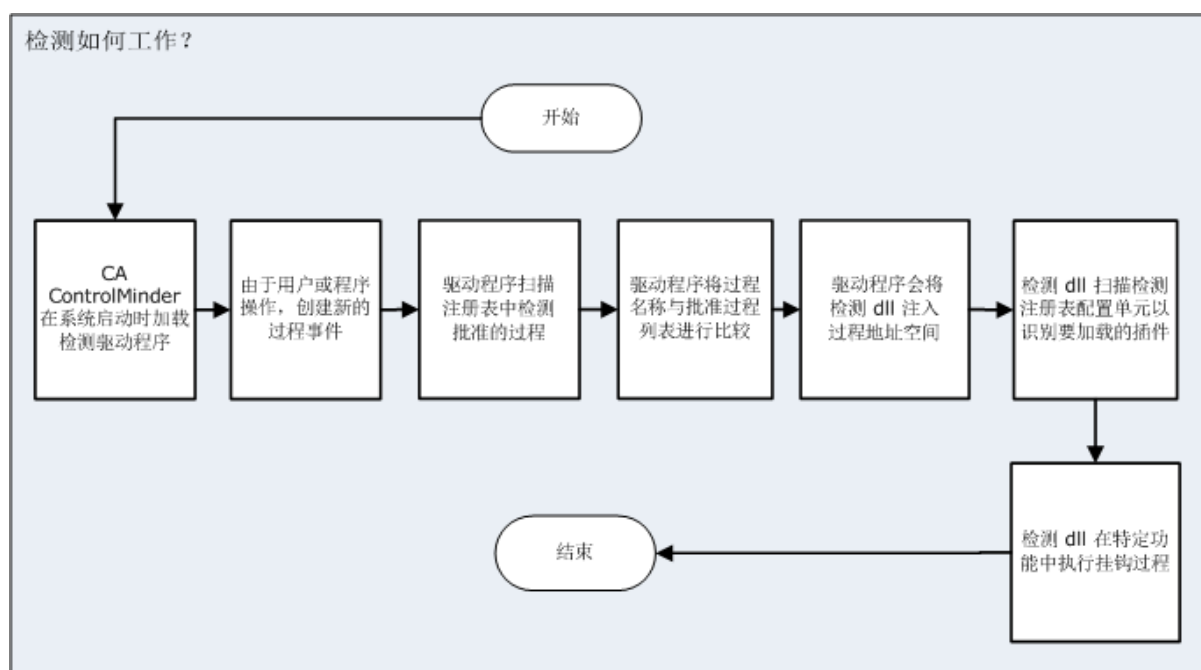 检测如何工作？
开始
CA
ControlMinder
在系统启动时加载
检测驱动程序
由于用户或程序
操作，创建新的
过程事件
驱动程序扫描
注册表中检测
批准的过程
驱动程序将过程
名称与批准过程
列表进行比较
驱动程序会将
检测 dll 注入
过程地址空间
检测 dll 扫描检测
注册表配置单元以
识别要加载的插件
检测 dll 在特定功
能中执行挂钩过程
结束